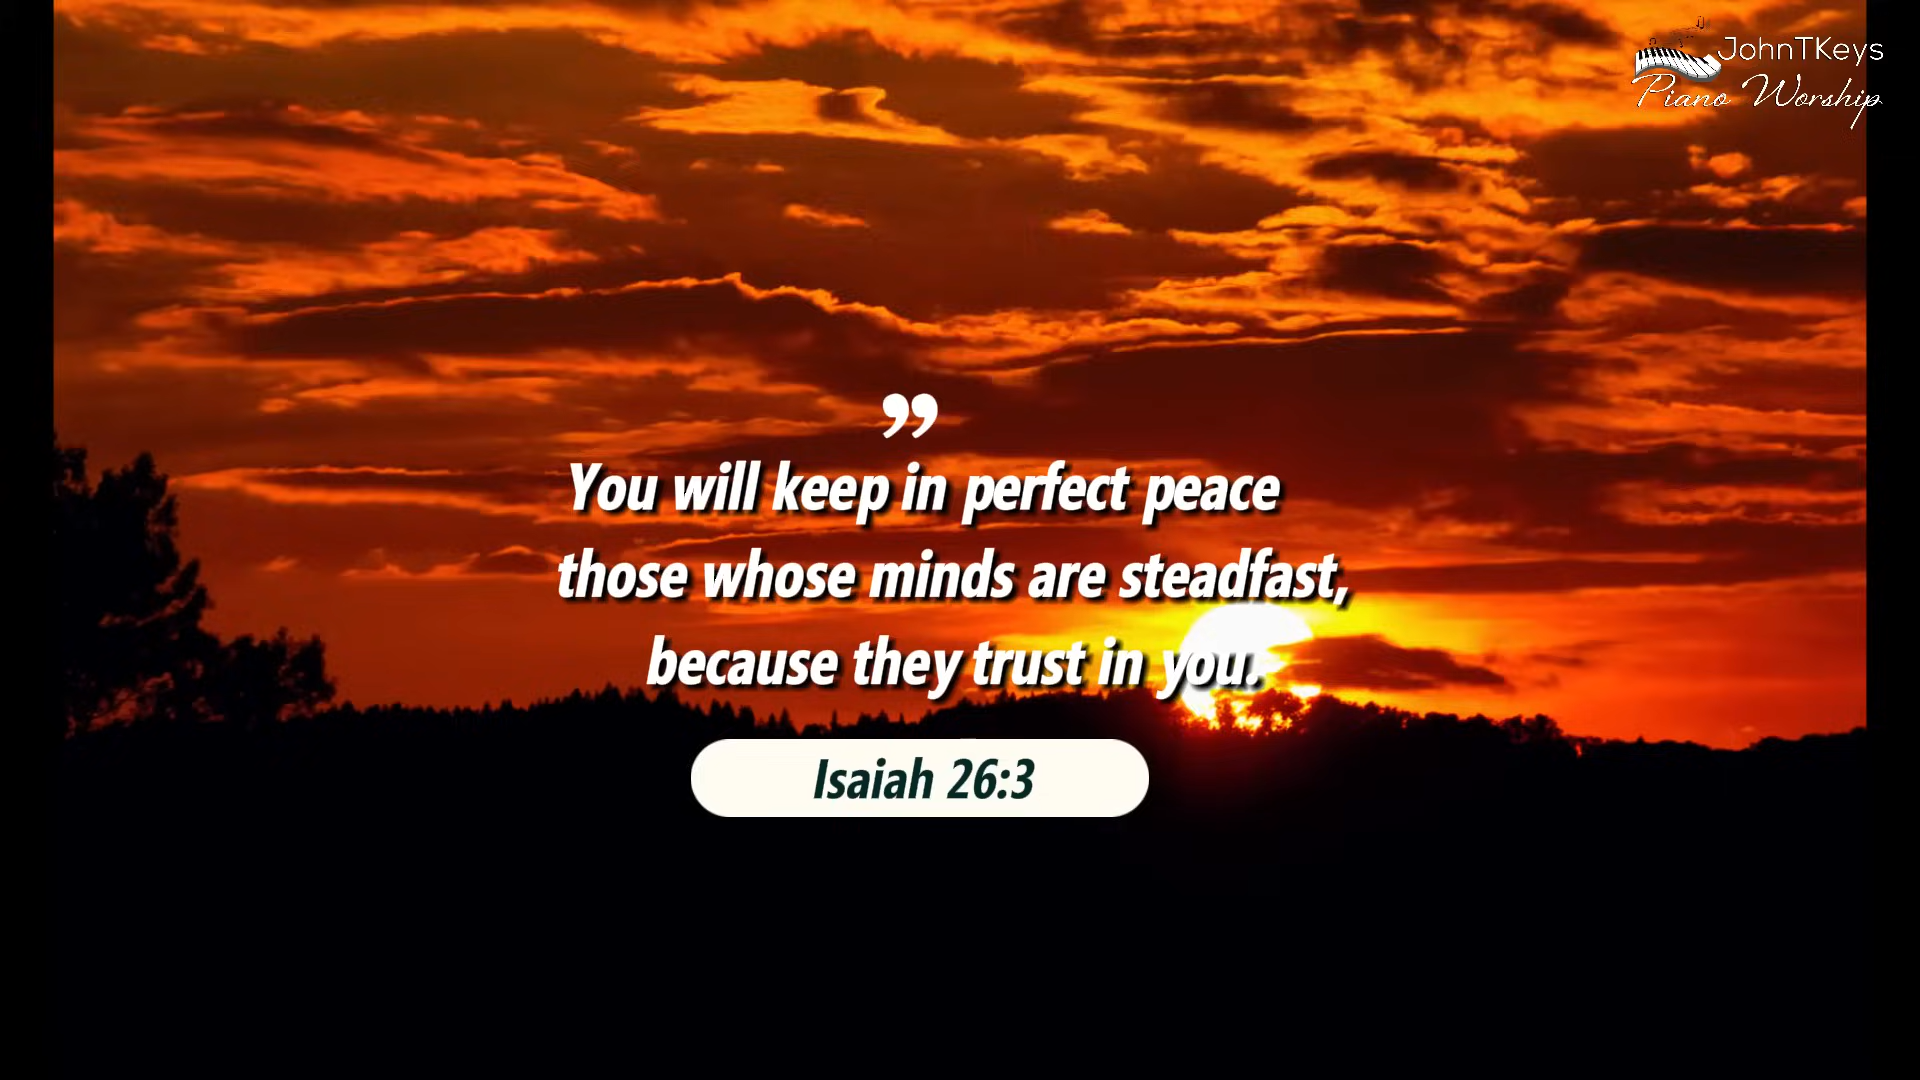 JohnTKeys
Piano Worship
”
You will keep in perfect peace
those whose minds are steadfast,
because they trust in you.
Isaiah 26:3